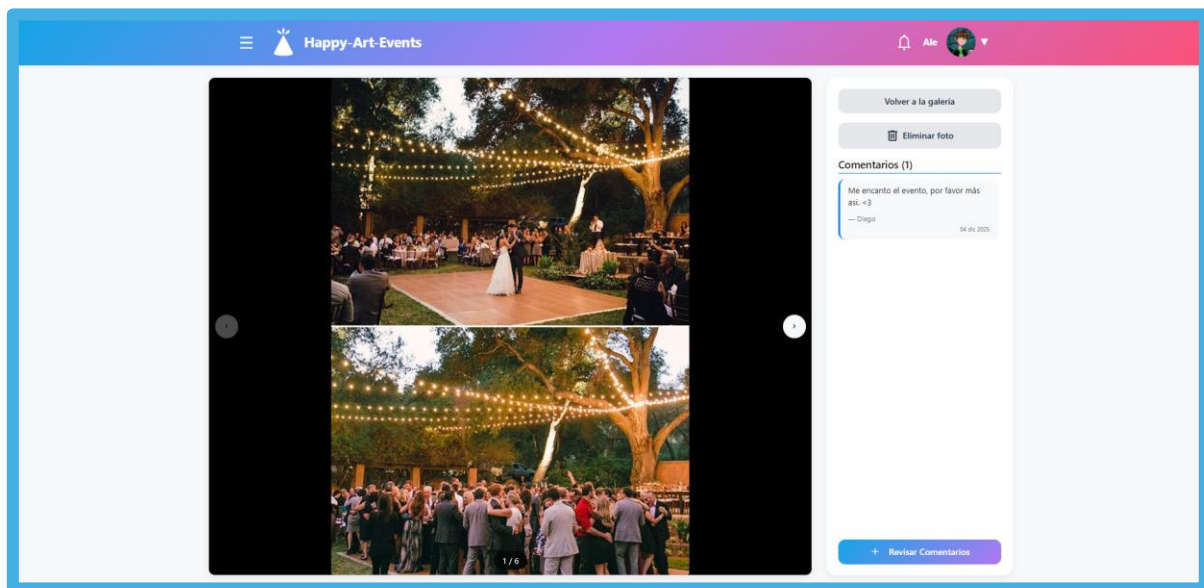 Happy-Art-Events
Ale
Volver a la galería
Eliminar foto
Comentarios (1)
Me encanto el evento, por favor más
asi. <3
— Diego
04 dic 2025
1 / 6
+ Revisar Comentarios